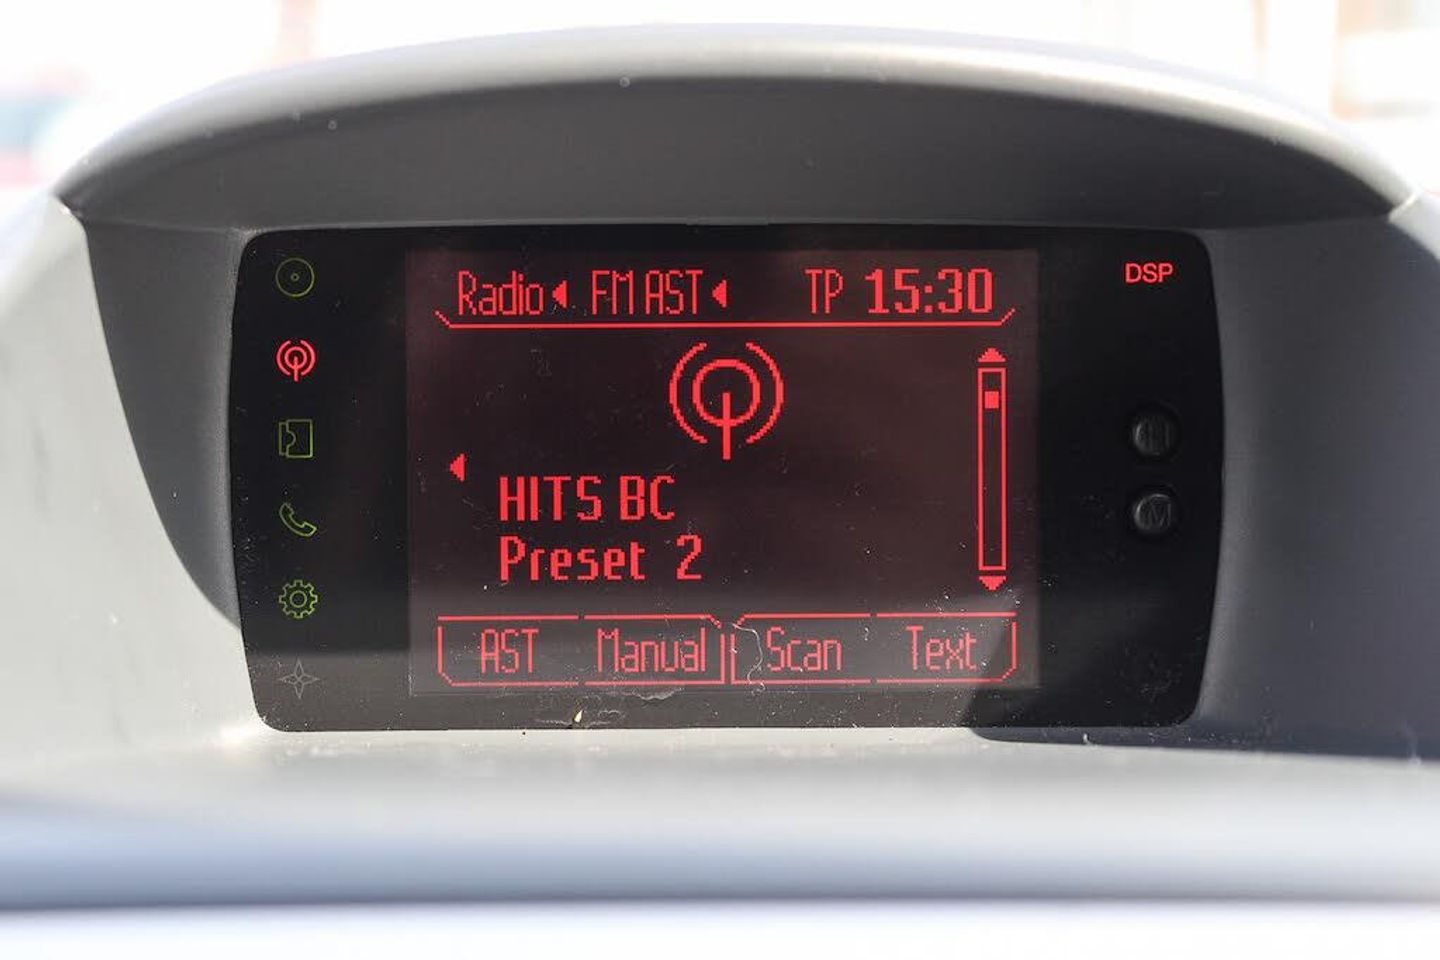 Radio FM AST TP 15:30
DSP
HITS BC
Preset 2
AST Manual Scan Text
H
M